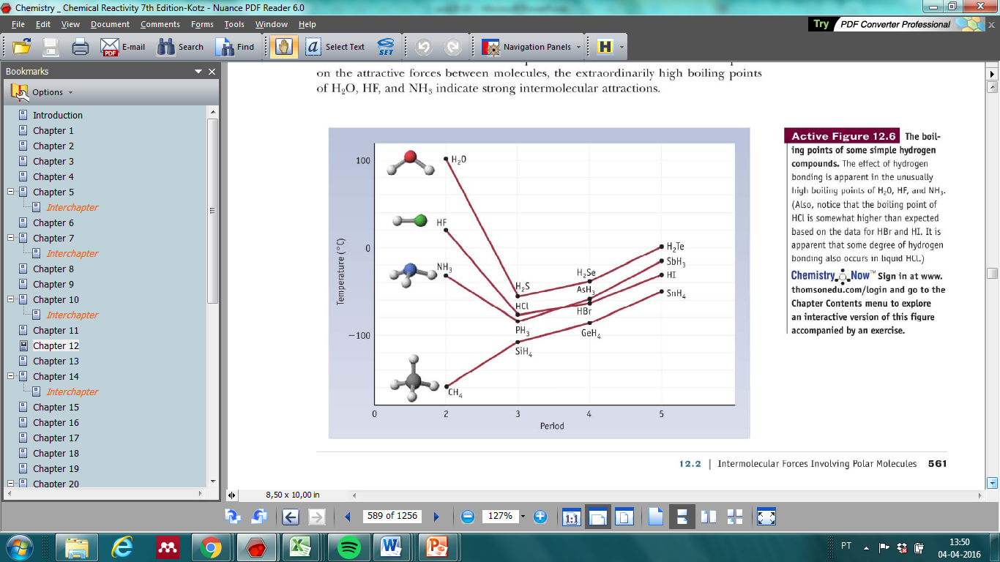 Chemistry _ Chemical Reactivity 7th Edition-Kotz - Nuance PDF Reader 6.0
File Edit View Document Comments Forms Tools Window Help
Try PDF Converter Professional
PDF E-mail Search Find a Select Text SET Navigation Panels H
Bookmarks
Options
Introduction
Chapter 1
Chapter 2
Chapter 3
Chapter 4
Chapter 5
Interchapter
Chapter 6
Chapter 7
Interchapter
Chapter 8
Chapter 9
Chapter 10
Interchapter
Chapter 11
Chapter 12
Chapter 13
Chapter 14
Interchapter
Chapter 15
Chapter 16
Chapter 17
Chapter 18
Chapter 19
Chapter 20
on the attractive forces between molecules, the extraordinarily high boiling points
of H₂O, HF, and NH₃ indicate strong intermolecular attractions.
Temperature (°C)
100
0
−100
H₂O
HF
NH₃
CH₄
H₂S
HCl
PH₃
SiH₄
H₂Se
AsH₃
HBr
GeH₄
H₂Te
SbH₃
HI
SnH₄
0 2 3 4 5
Period
Active Figure 12.6 The boil-
ing points of some simple hydrogen
compounds. The effect of hydrogen
bonding is apparent in the unusually
high boiling points of H₂O, HF, and NH₃.
(Also, notice that the boiling point of
HCl is somewhat higher than expected
based on the data for HBr and HI. It is
apparent that some degree of hydrogen
bonding also occurs in liquid HCl.)
Chemistry Now™ Sign in at www.
thomsonedu.com/login and go to the
Chapter Contents menu to explore
an interactive version of this figure
accompanied by an exercise.
12.2 | Intermolecular Forces Involving Polar Molecules 561
8,50 x 10,00 in
589 of 1256 127% 1:1
PT 13:50
04-04-2016